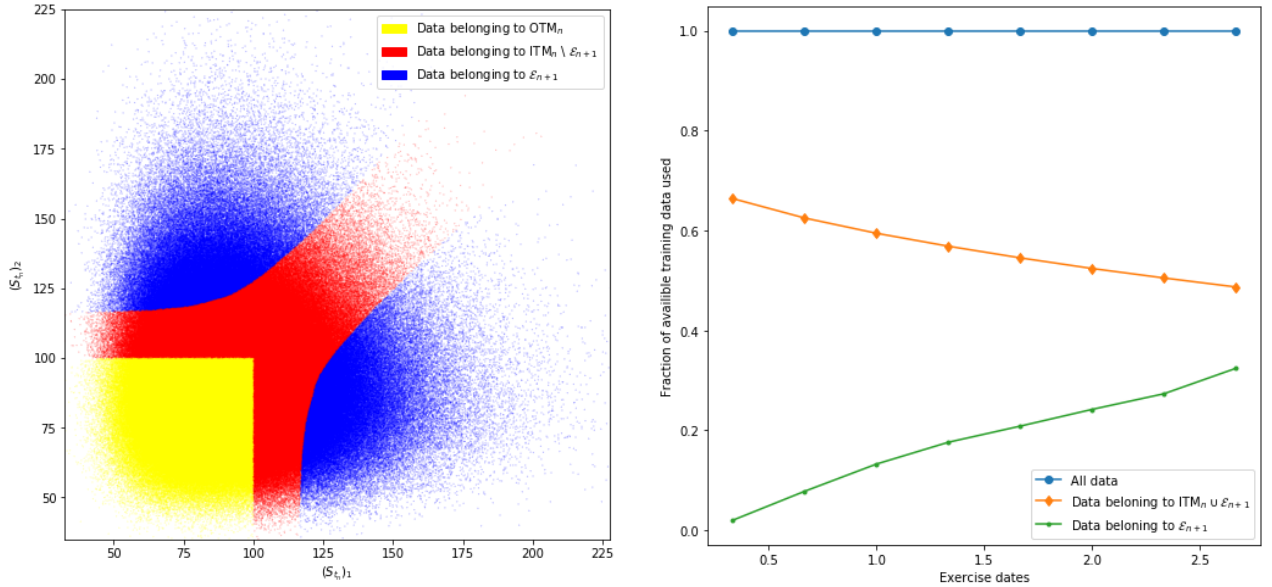 225
200
175
150
125
100
75
50
(S_{t_n})_2
50
75
100
125
150
175
200
225
(S_{t_n})_1
Data belonging to OTM_n
Data belonging to ITM_n \ ℰ_{n+1}
Data belonging to ℰ_{n+1}
1.0
0.8
0.6
0.4
0.2
0.0
Fraction of availible training data used
0.5
1.0
1.5
2.0
2.5
Exercise dates
All data
Data beloning to ITM_n ∪ ℰ_{n+1}
Data beloning to ℰ_{n+1}